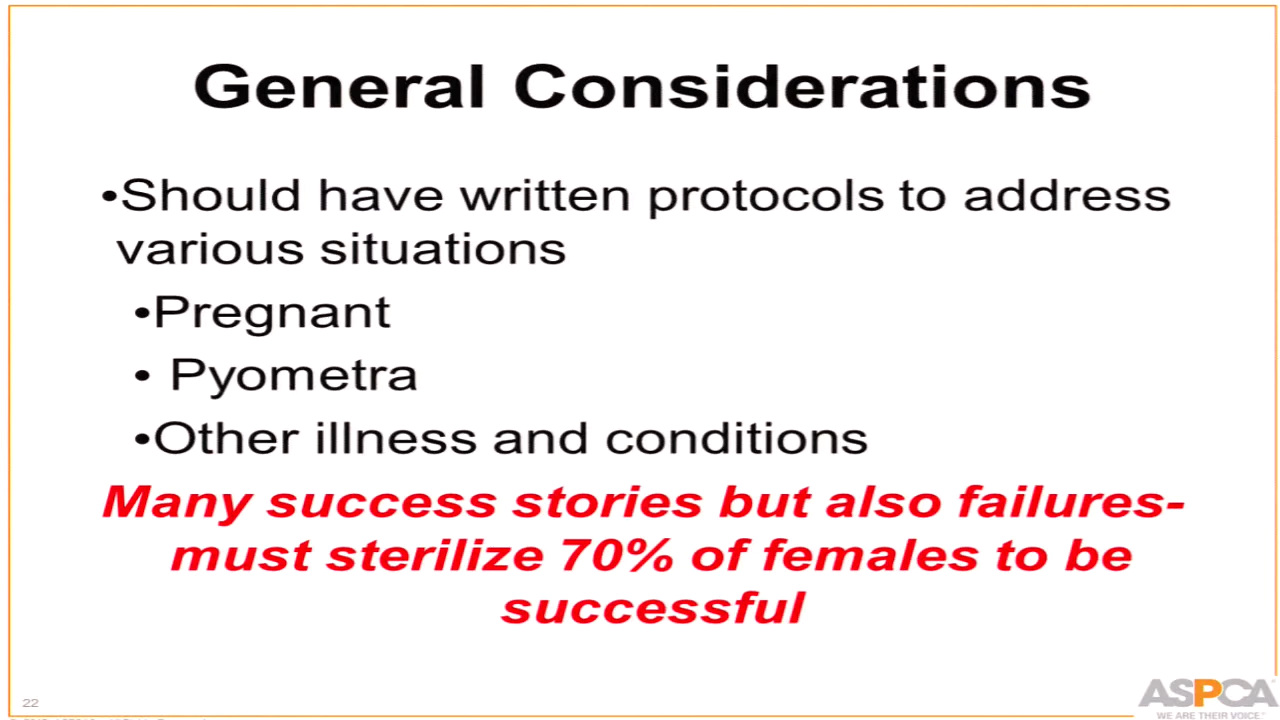 General Considerations
•Should have written protocols to address
various situations
•Pregnant
• Pyometra
•Other illness and conditions
Many success stories but also failures-
must sterilize 70% of females to be
successful
22
ASPCA®
WE ARE THEIR VOICE.®